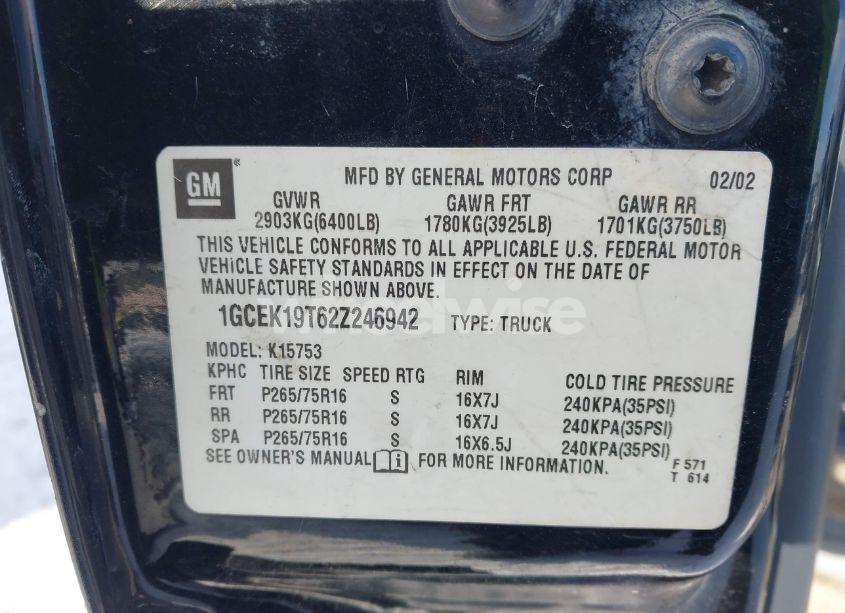 GM ®
MFD BY GENERAL MOTORS CORP 02/02
GVWR GAWR FRT GAWR RR
2903KG(6400LB) 1780KG(3925LB) 1701KG(3750LB)
THIS VEHICLE CONFORMS TO ALL APPLICABLE U.S. FEDERAL MOTOR
VEHICLE SAFETY STANDARDS IN EFFECT ON THE DATE OF
MANUFACTURE SHOWN ABOVE.
1GCEK19T62Z246942 TYPE: TRUCK
MODEL: K15753
KPHC TIRE SIZE SPEED RTG RIM COLD TIRE PRESSURE
FRT P265/75R16 S 16X7J 240KPA(35PSI)
RR P265/75R16 S 16X7J 240KPA(35PSI)
SPA P265/75R16 S 16X6.5J 240KPA(35PSI)
SEE OWNER'S MANUAL i FOR MORE INFORMATION.
F 571
T 614